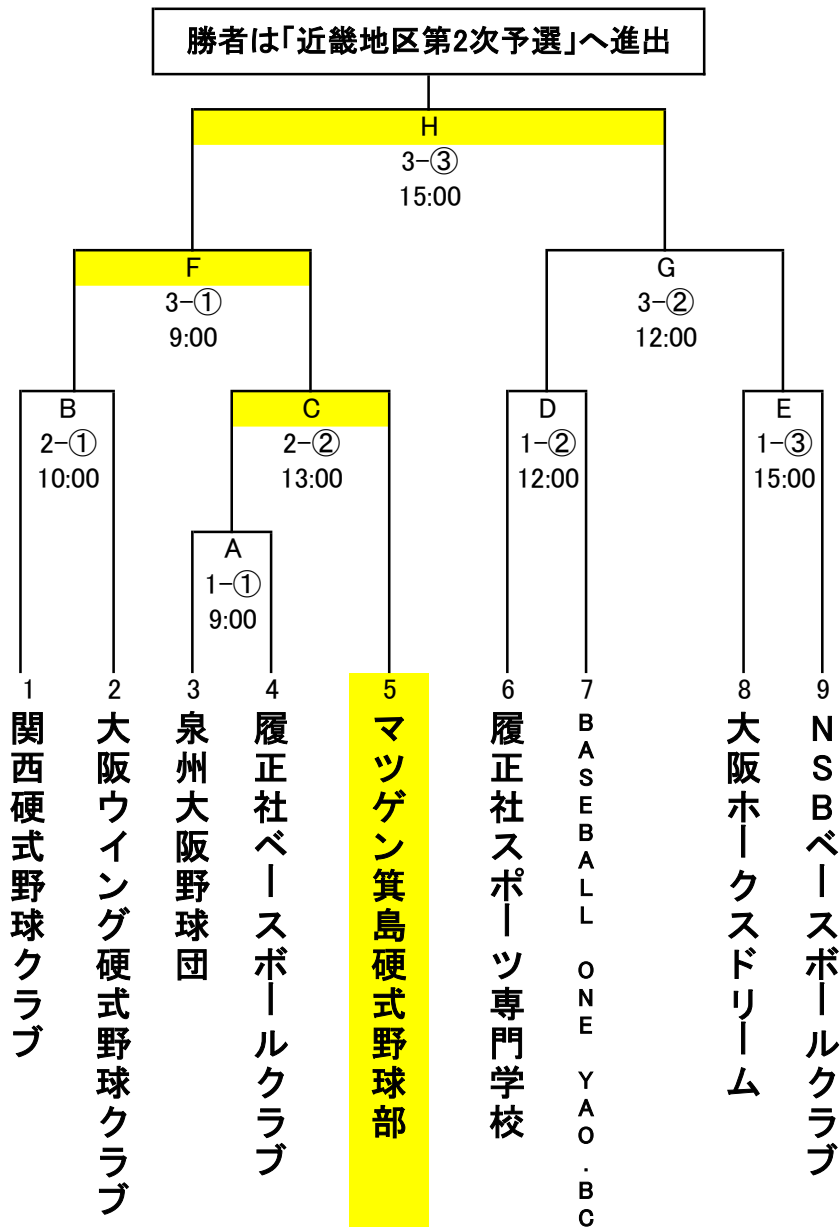 勝者は「近畿地区第2次予選」へ進出
H
3-③
15:00
F
3-①
9:00
G
3-②
12:00
B
2-①
10:00
C
2-②
13:00
D
1-②
12:00
E
1-③
15:00
A
1-①
9:00
1
関西硬式野球クラブ
2
大阪ウイング硬式野球クラブ
3
泉州大阪野球団
4
履正社ベースボールクラブ
5
マツゲン箕島硬式野球部
6
履正社スポーツ専門学校
7
BASEBALL ONE YAO.BC
8
大阪ホークスドリーム
9
NSBベースボールクラブ